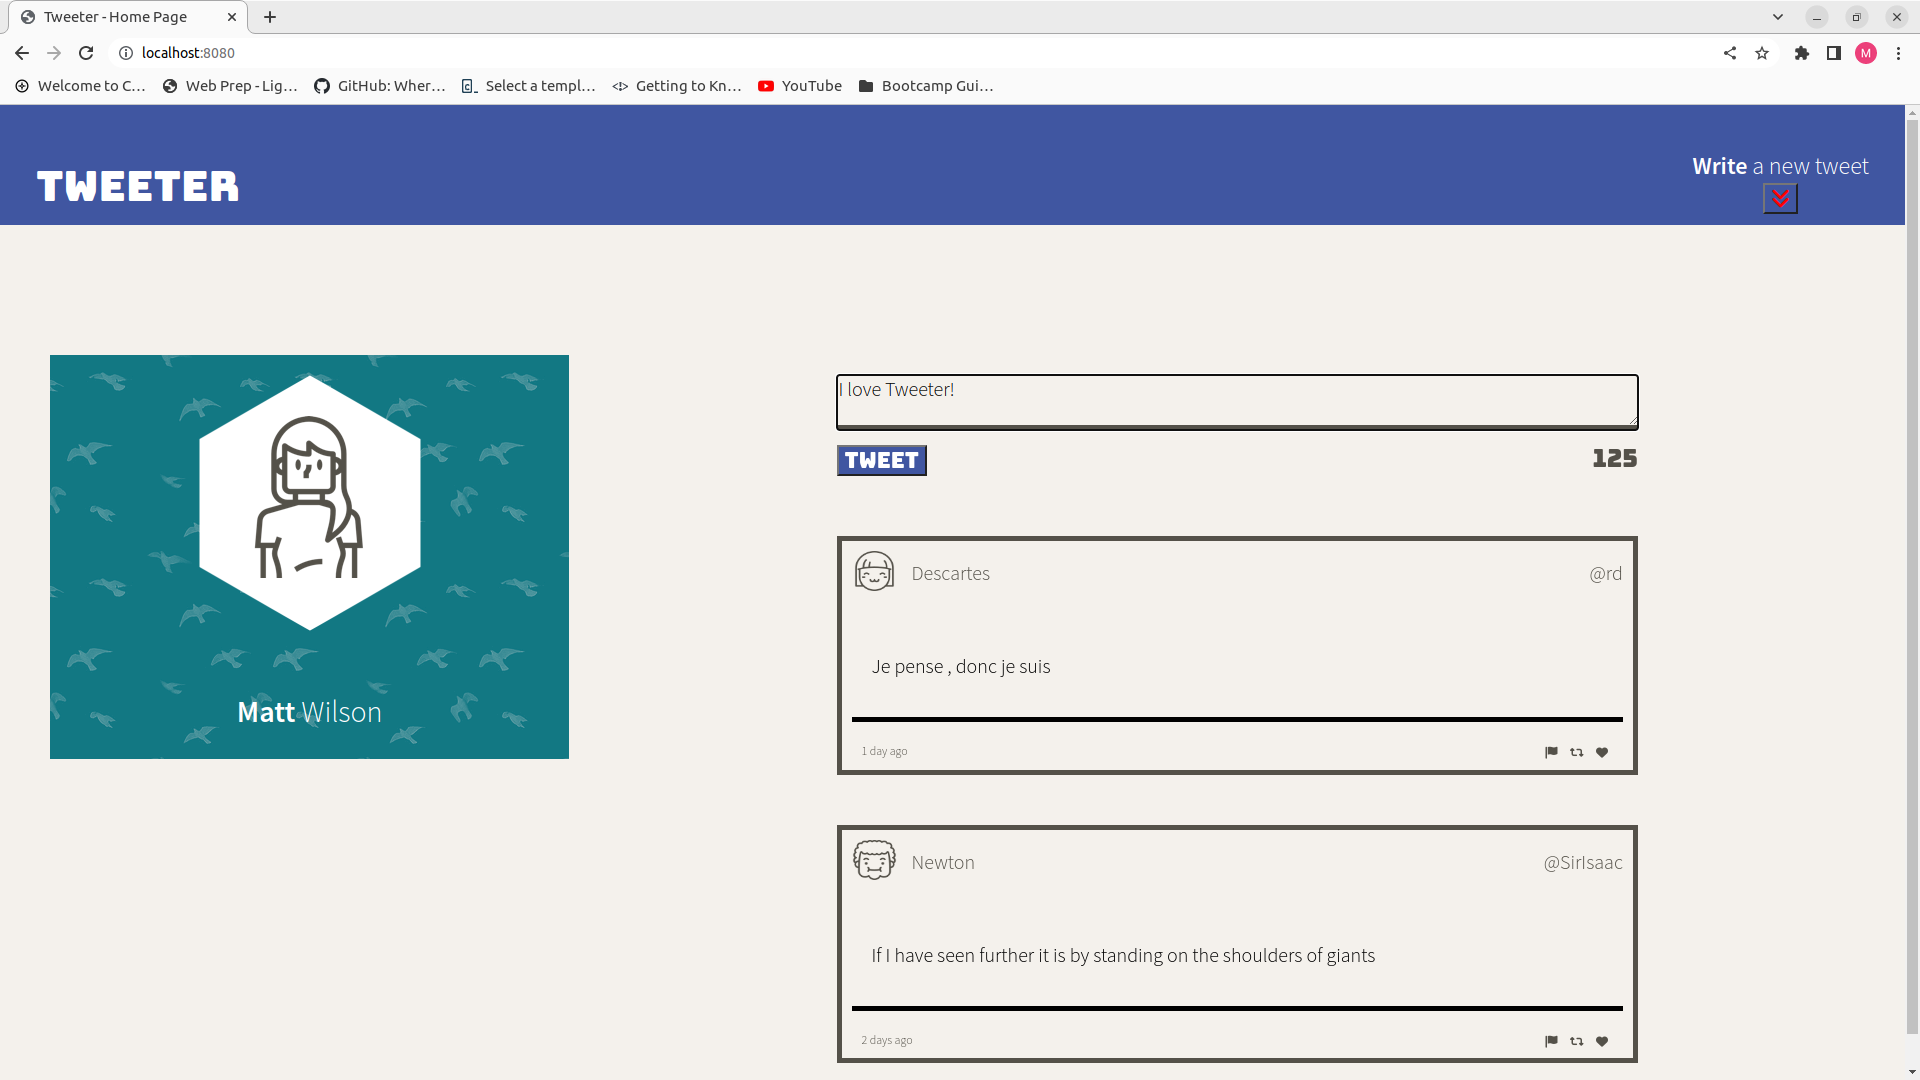 Tweeter - Home Page
localhost:8080
M
Welcome to C...
Web Prep - Lig...
GitHub: Wher...
Select a templ...
Getting to Kn...
YouTube
Bootcamp Gui...
TWEETER
Write a new tweet
Matt Wilson
I love Tweeter!
TWEET
125
Descartes
@rd
Je pense , donc je suis
1 day ago
Newton
@SirIsaac
If I have seen further it is by standing on the shoulders of giants
2 days ago